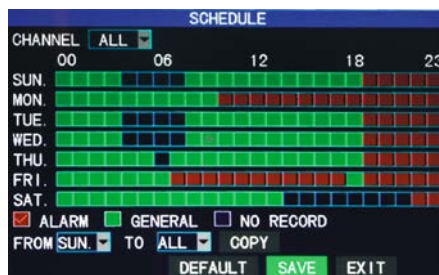 SCHEDULE
CHANNEL ALL
00 06 12 18 23
SUN.
MON.
TUE.
WED.
THU.
FRI.
SAT.
ALARM GENERAL NO RECORD
FROM SUN. TO ALL COPY
DEFAULT SAVE EXIT